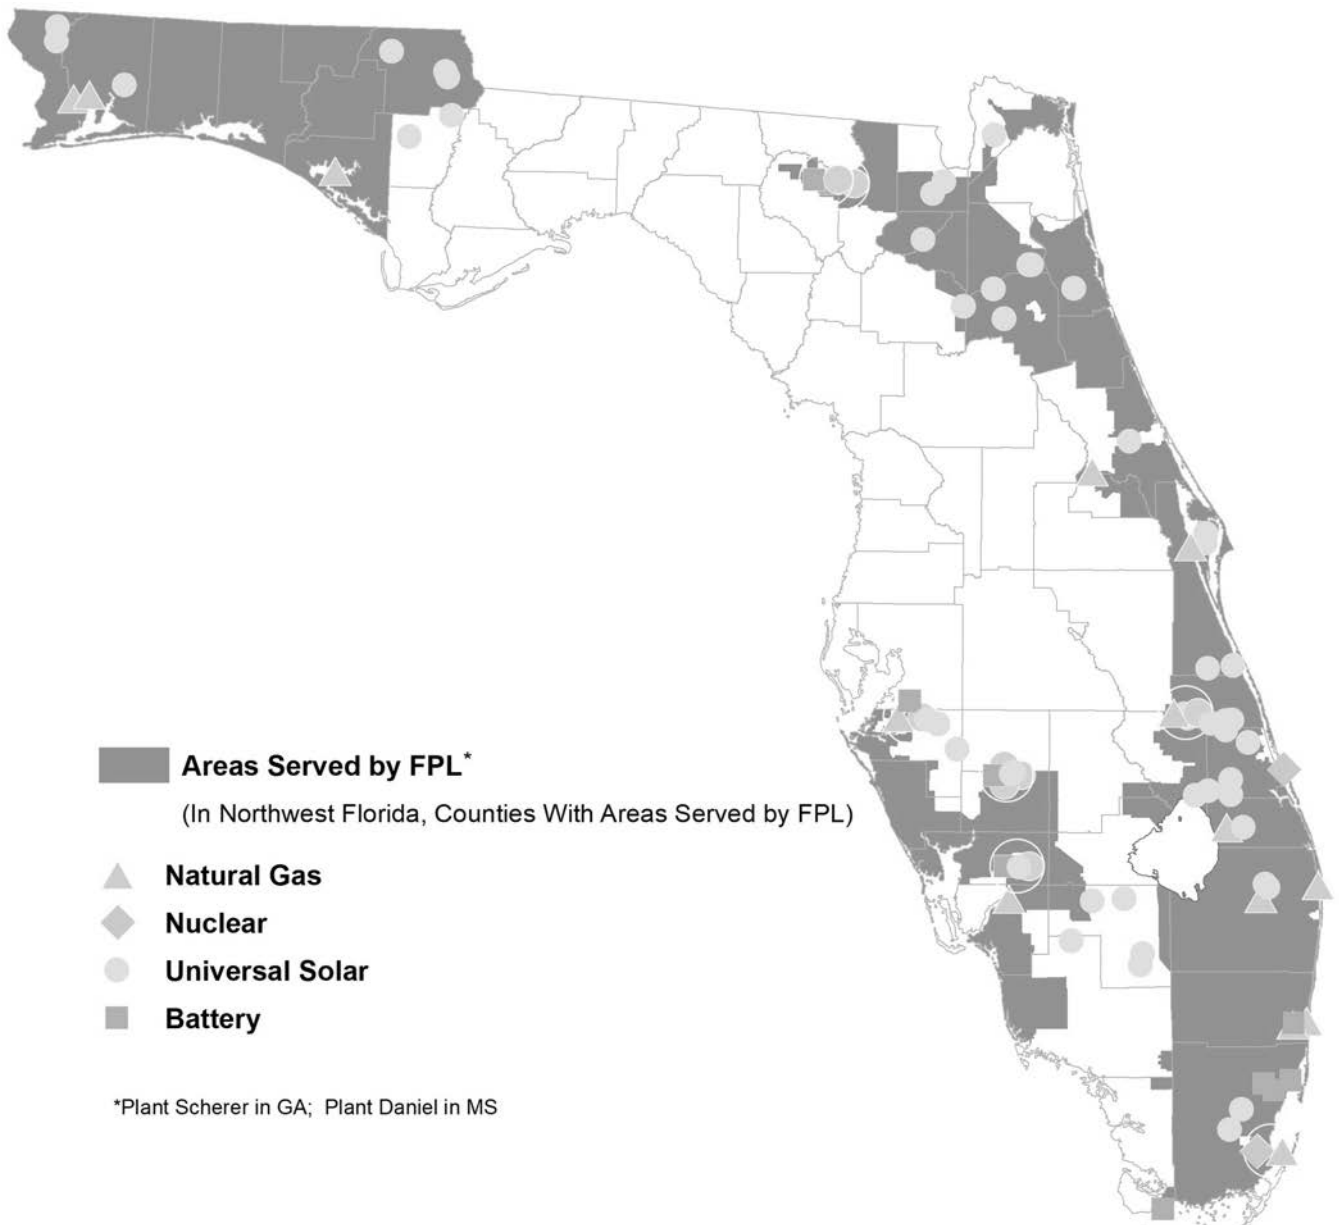 Areas Served by FPL*
(In Northwest Florida, Counties With Areas Served by FPL)
Natural Gas
Nuclear
Universal Solar
Battery
*Plant Scherer in GA; Plant Daniel in MS